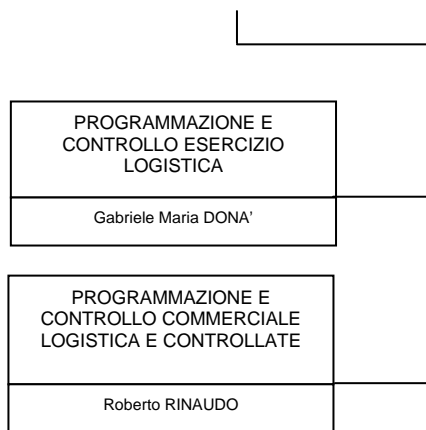 PROGRAMMAZIONE E
CONTROLLO ESERCIZIO
LOGISTICA
Gabriele Maria DONA'
PROGRAMMAZIONE E
CONTROLLO COMMERCIALE
LOGISTICA E CONTROLLATE
Roberto RINAUDO